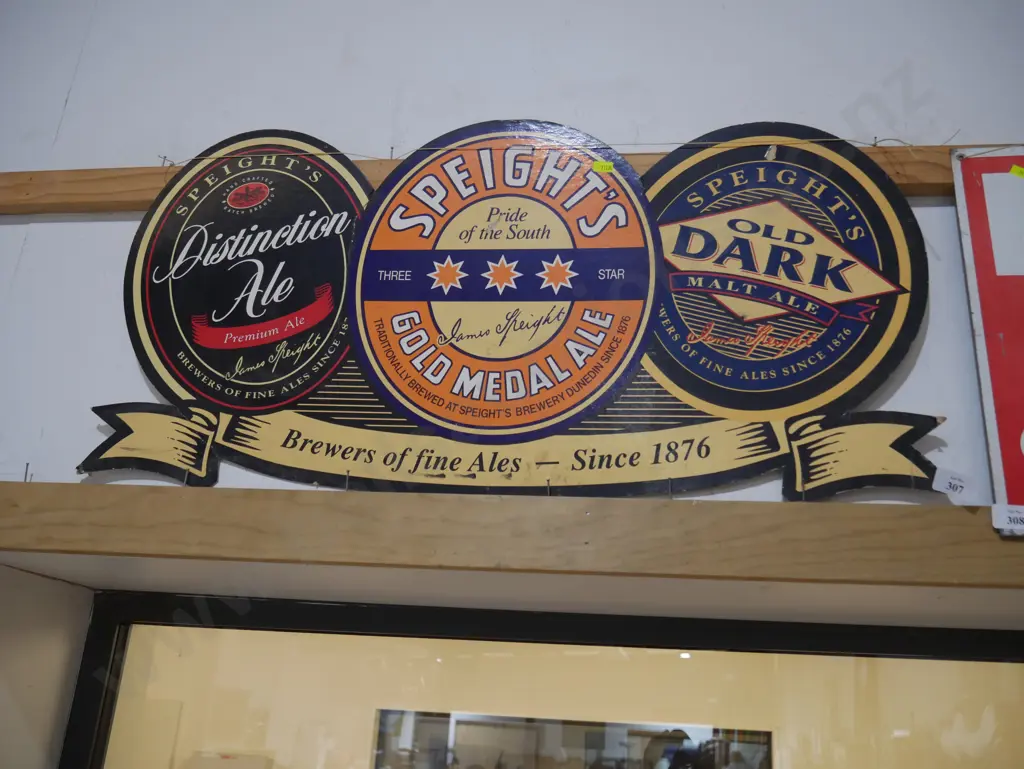 SPEIGHT'S
Distinction
Ale
Premium Ale
James Speight
BREWERS OF FINE ALES SINCE 18
SPEIGHT'S
Pride
of the South
THREE STAR
James Speight
GOLD MEDAL ALE
TRADITIONALLY BREWED AT SPEIGHT'S BREWERY DUNEDIN SINCE 1876
SPEIGHT'S
OLD
DARK
MALT ALE
James Speight
WERS OF FINE ALES SINCE 1876
Brewers of fine Ales — Since 1876
307
308